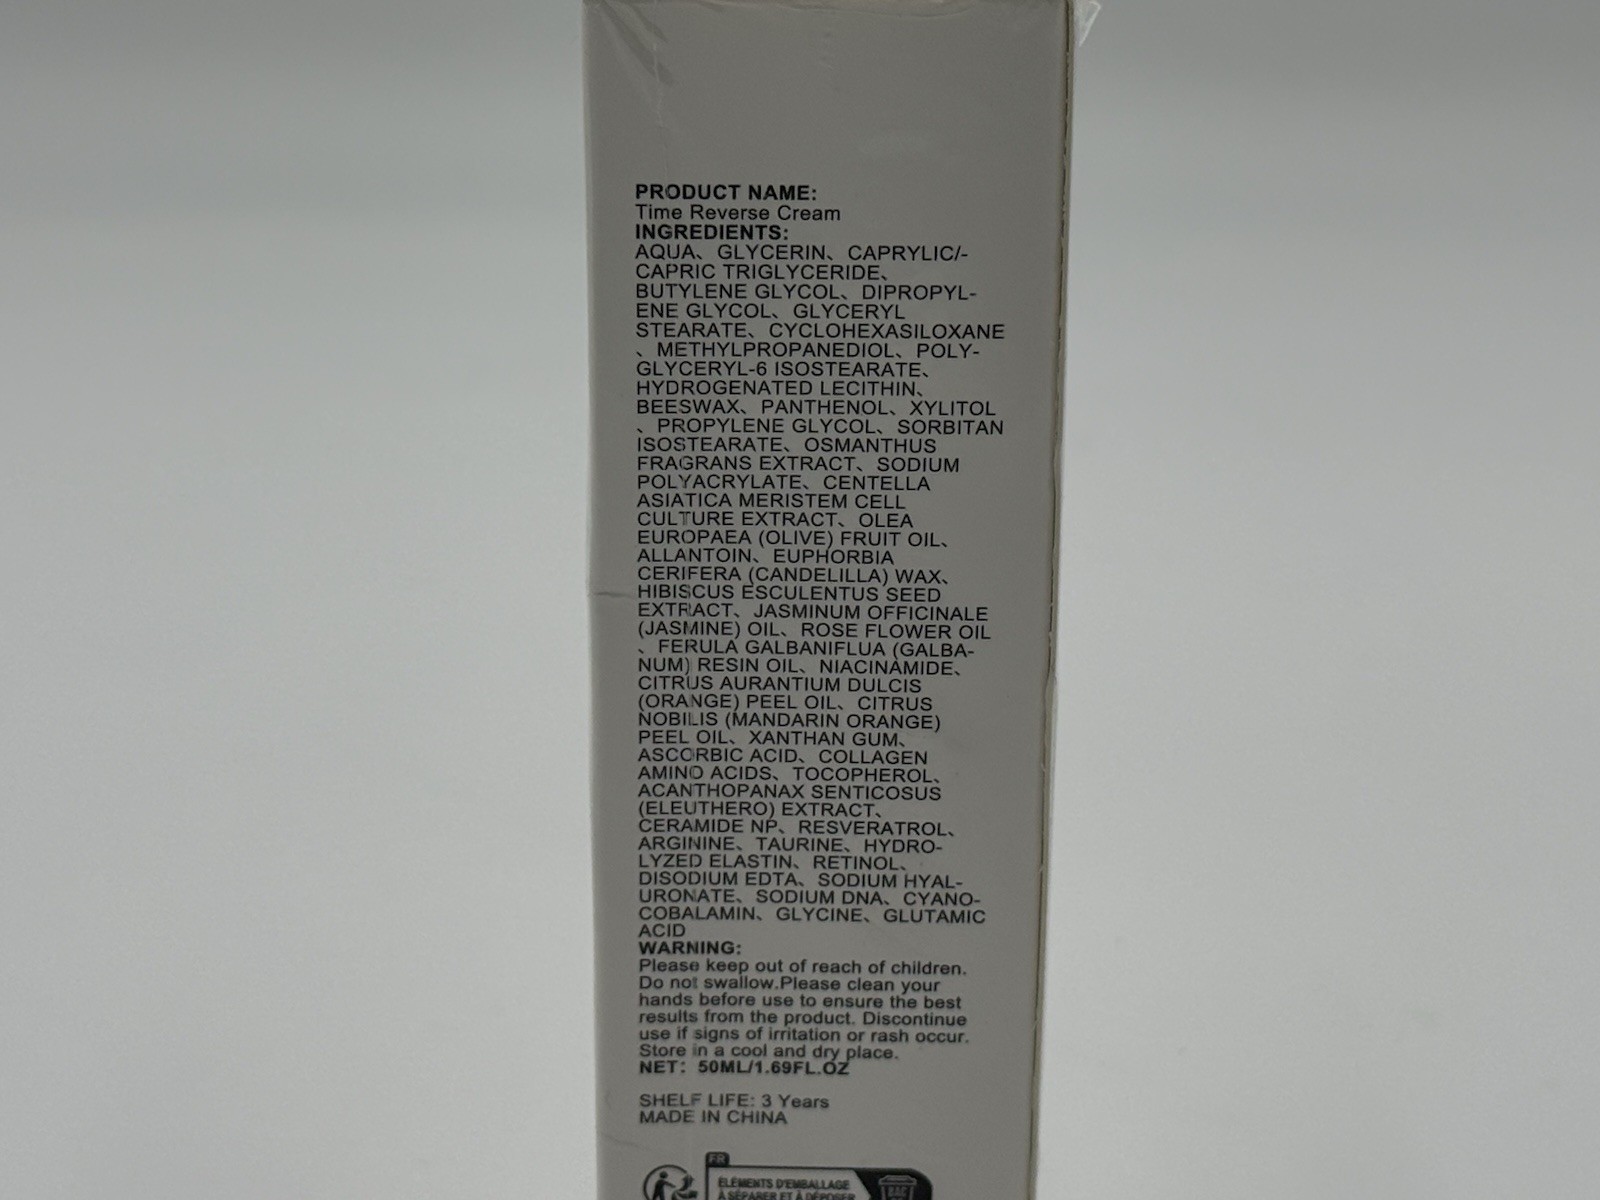 PRODUCT NAME:
Time Reverse Cream
INGREDIENTS:
AQUA、GLYCERIN、CAPRYLIC/-
CAPRIC TRIGLYCERIDE、
BUTYLENE GLYCOL、DIPROPYL-
ENE GLYCOL、GLYCERYL
STEARATE、CYCLOHEXASILOXANE
、METHYLPROPANEDIOL、POLY-
GLYCERYL-6 ISOSTEARATE、
HYDROGENATED LECITHIN、
BEESWAX、PANTHENOL、XYLITOL
、PROPYLENE GLYCOL、SORBITAN
ISOSTEARATE、OSMANTHUS
FRAGRANS EXTRACT、SODIUM
POLYACRYLATE、CENTELLA
ASIATICA MERISTEM CELL
CULTURE EXTRACT、OLEA
EUROPAEA (OLIVE) FRUIT OIL、
ALLANTOIN、EUPHORBIA
CERIFERA (CANDELILLA) WAX、
HIBISCUS ESCULENTUS SEED
EXTRACT、JASMINUM OFFICINALE
(JASMINE) OIL、ROSE FLOWER OIL
、FERULA GALBANIFLUA (GALBA-
NUM) RESIN OIL、NIACINAMIDE、
CITRUS AURANTIUM DULCIS
(ORANGE) PEEL OIL、CITRUS
NOBILIS (MANDARIN ORANGE)
PEEL OIL、XANTHAN GUM、
ASCORBIC ACID、COLLAGEN
AMINO ACIDS、TOCOPHEROL、
ACANTHOPANAX SENTICOSUS
(ELEUTHERO) EXTRACT、
CERAMIDE NP、RESVERATROL、
ARGININE、TAURINE、HYDRO-
LYZED ELASTIN、RETINOL、
DISODIUM EDTA、SODIUM HYAL-
URONATE、SODIUM DNA、CYANO-
COBALAMIN、GLYCINE、GLUTAMIC
ACID
WARNING:
Please keep out of reach of children.
Do not swallow.Please clean your
hands before use to ensure the best
results from the product. Discontinue
use if signs of irritation or rash occur.
Store in a cool and dry place.
NET: 50ML/1.69FL.OZ
SHELF LIFE: 3 Years
MADE IN CHINA
FR
ÉLÉMENTS D'EMBALLAGE
À SÉPARER ET À DÉPOSER
BAC